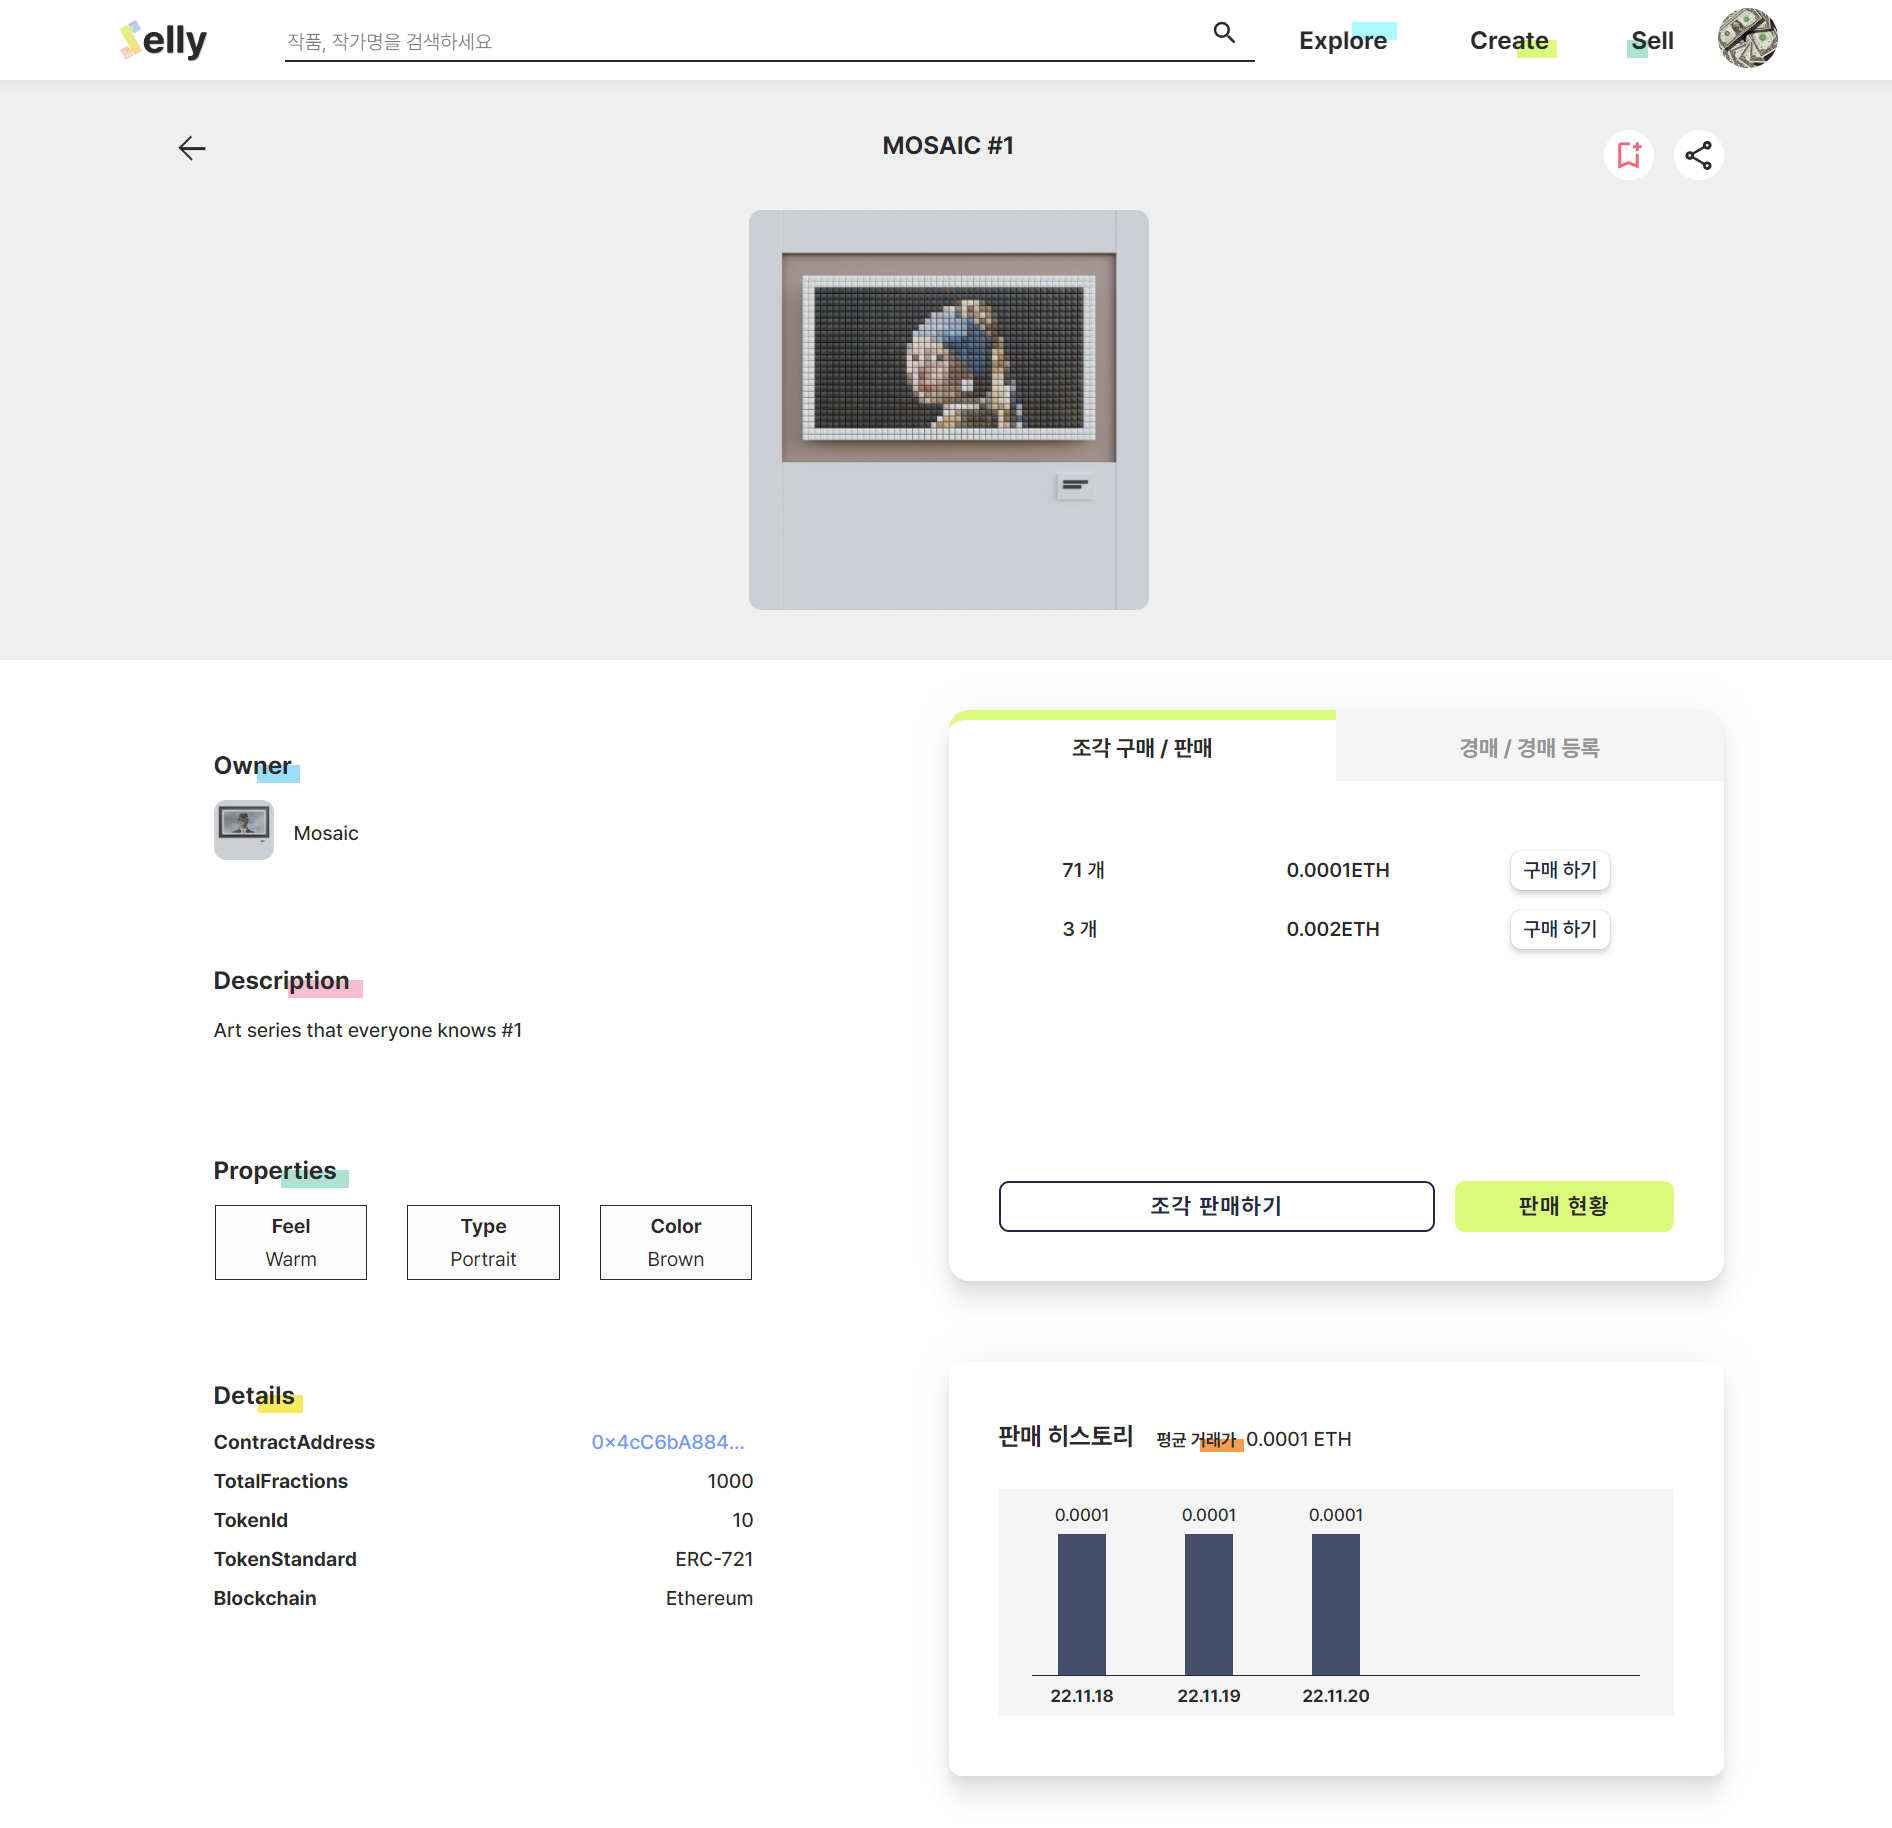 Selly
작품, 작가명을 검색하세요
Explore
Create
Sell
MOSAIC #1
Owner
Mosaic
Description
Art series that everyone knows #1
Properties
Feel
Warm
Type
Portrait
Color
Brown
Details
ContractAddress 0x4cC6bA884...
TotalFractions 1000
TokenId 10
TokenStandard ERC-721
Blockchain Ethereum
조각 구매 / 판매
경매 / 경매 등록
71 개 0.0001ETH 구매 하기
3 개 0.002ETH 구매 하기
조각 판매하기
판매 현황
판매 히스토리 평균 거래가 0.0001 ETH
0.0001 0.0001 0.0001
22.11.18 22.11.19 22.11.20